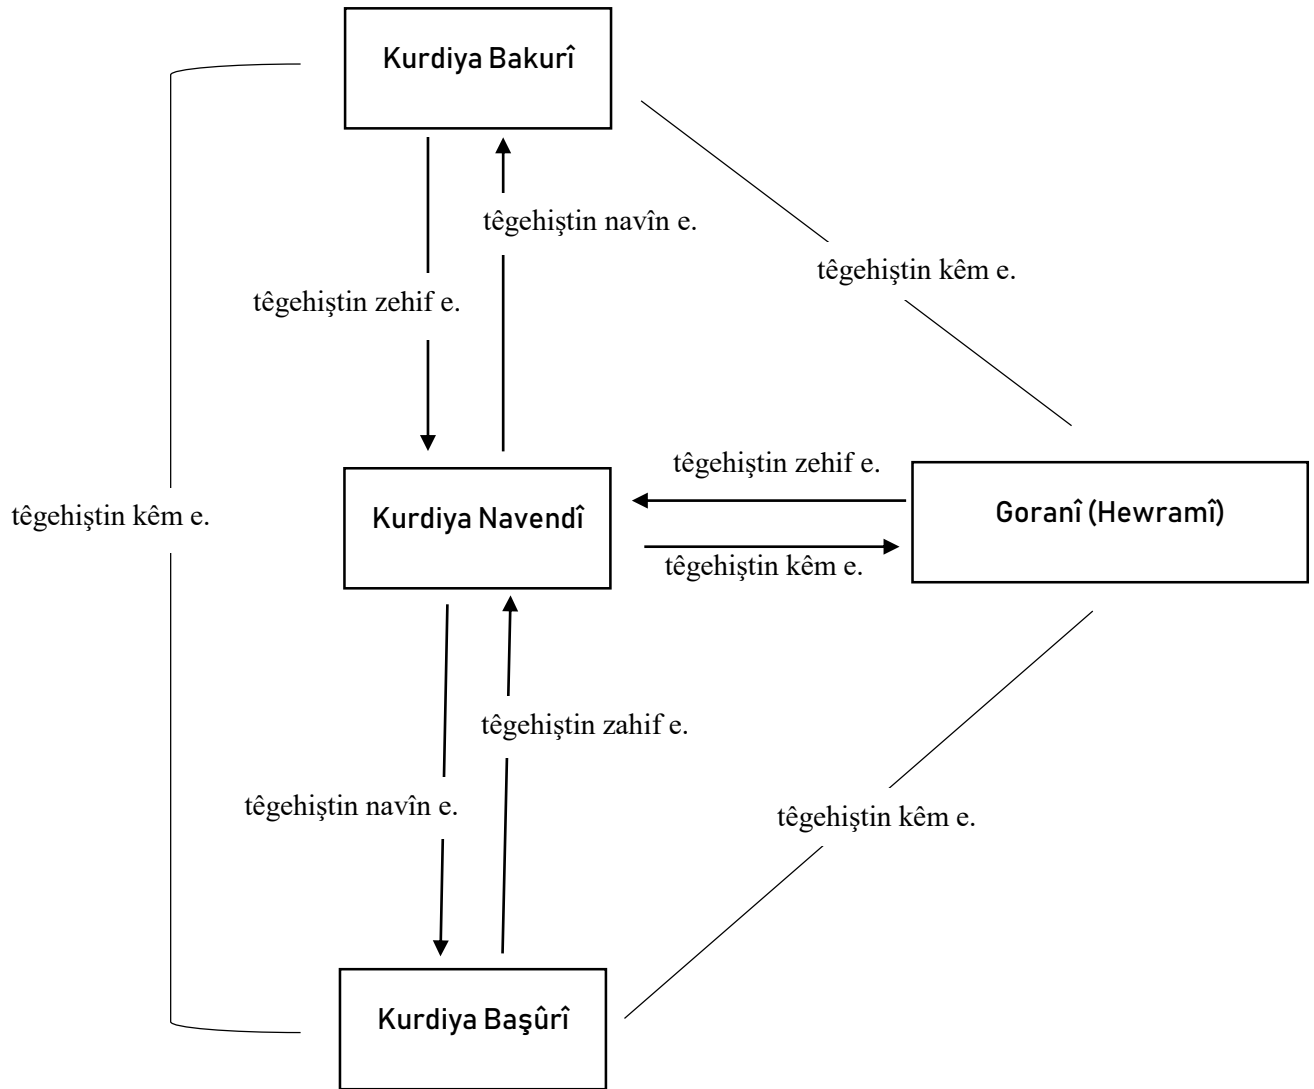 Kurdiya Bakurî
têgehiştin navîn e.
têgehiştin kêm e.
têgehiştin zehif e.
têgehiştin zehif e.
Kurdiya Navendî
Goranî (Hewramî)
têgehiştin kêm e.
têgehiştin kêm e.
têgehiştin zahif e.
têgehiştin navîn e.
têgehiştin kêm e.
Kurdiya Başûrî